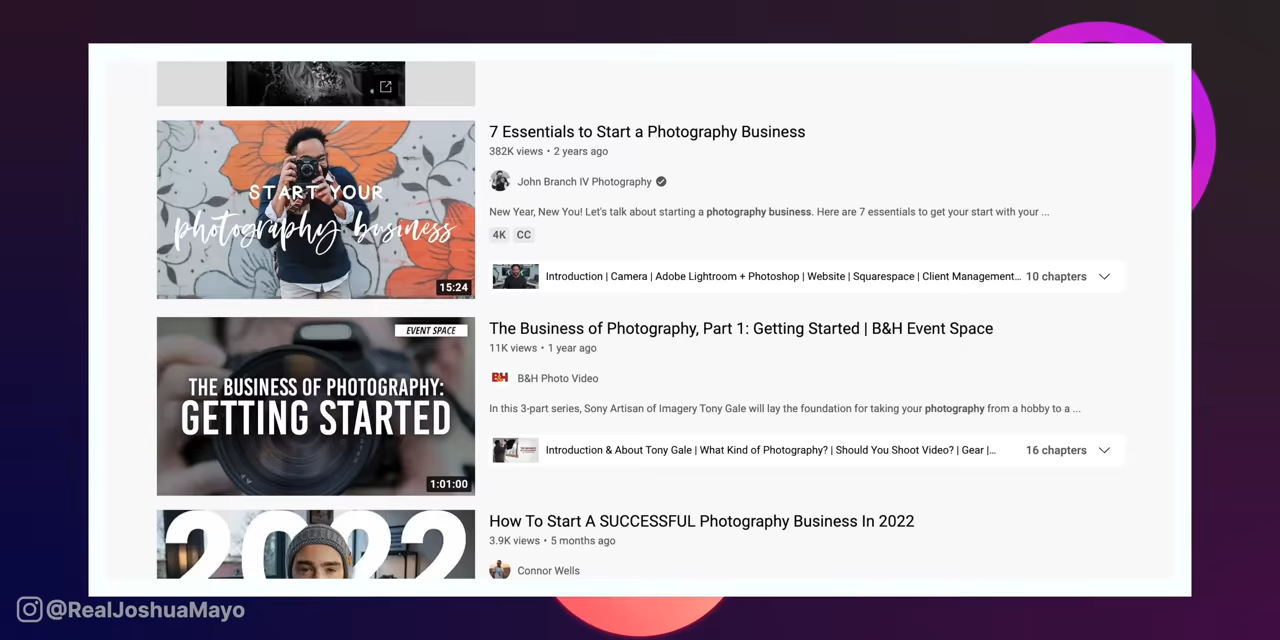 7 Essentials to Start a Photography Business
382K views • 2 years ago
John Branch IV Photography
New Year, New You! Let's talk about starting a photography business. Here are 7 essentials to get your start with your ...
4K CC
START YOUR
photography business
15:24
Introduction | Camera | Adobe Lightroom + Photoshop | Website | Squarespace | Client Management... 10 chapters
The Business of Photography, Part 1: Getting Started | B&H Event Space
11K views • 1 year ago
B&H B&H Photo Video
In this 3-part series, Sony Artisan of Imagery Tony Gale will lay the foundation for taking your photography from a hobby to a ...
EVENT SPACE
THE BUSINESS OF PHOTOGRAPHY:
GETTING STARTED
1:01:00
Introduction & About Tony Gale | What Kind of Photography? | Should You Shoot Video? | Gear |... 16 chapters
How To Start A SUCCESSFUL Photography Business In 2022
3.9K views • 5 months ago
Connor Wells
2022
@RealJoshuaMayo